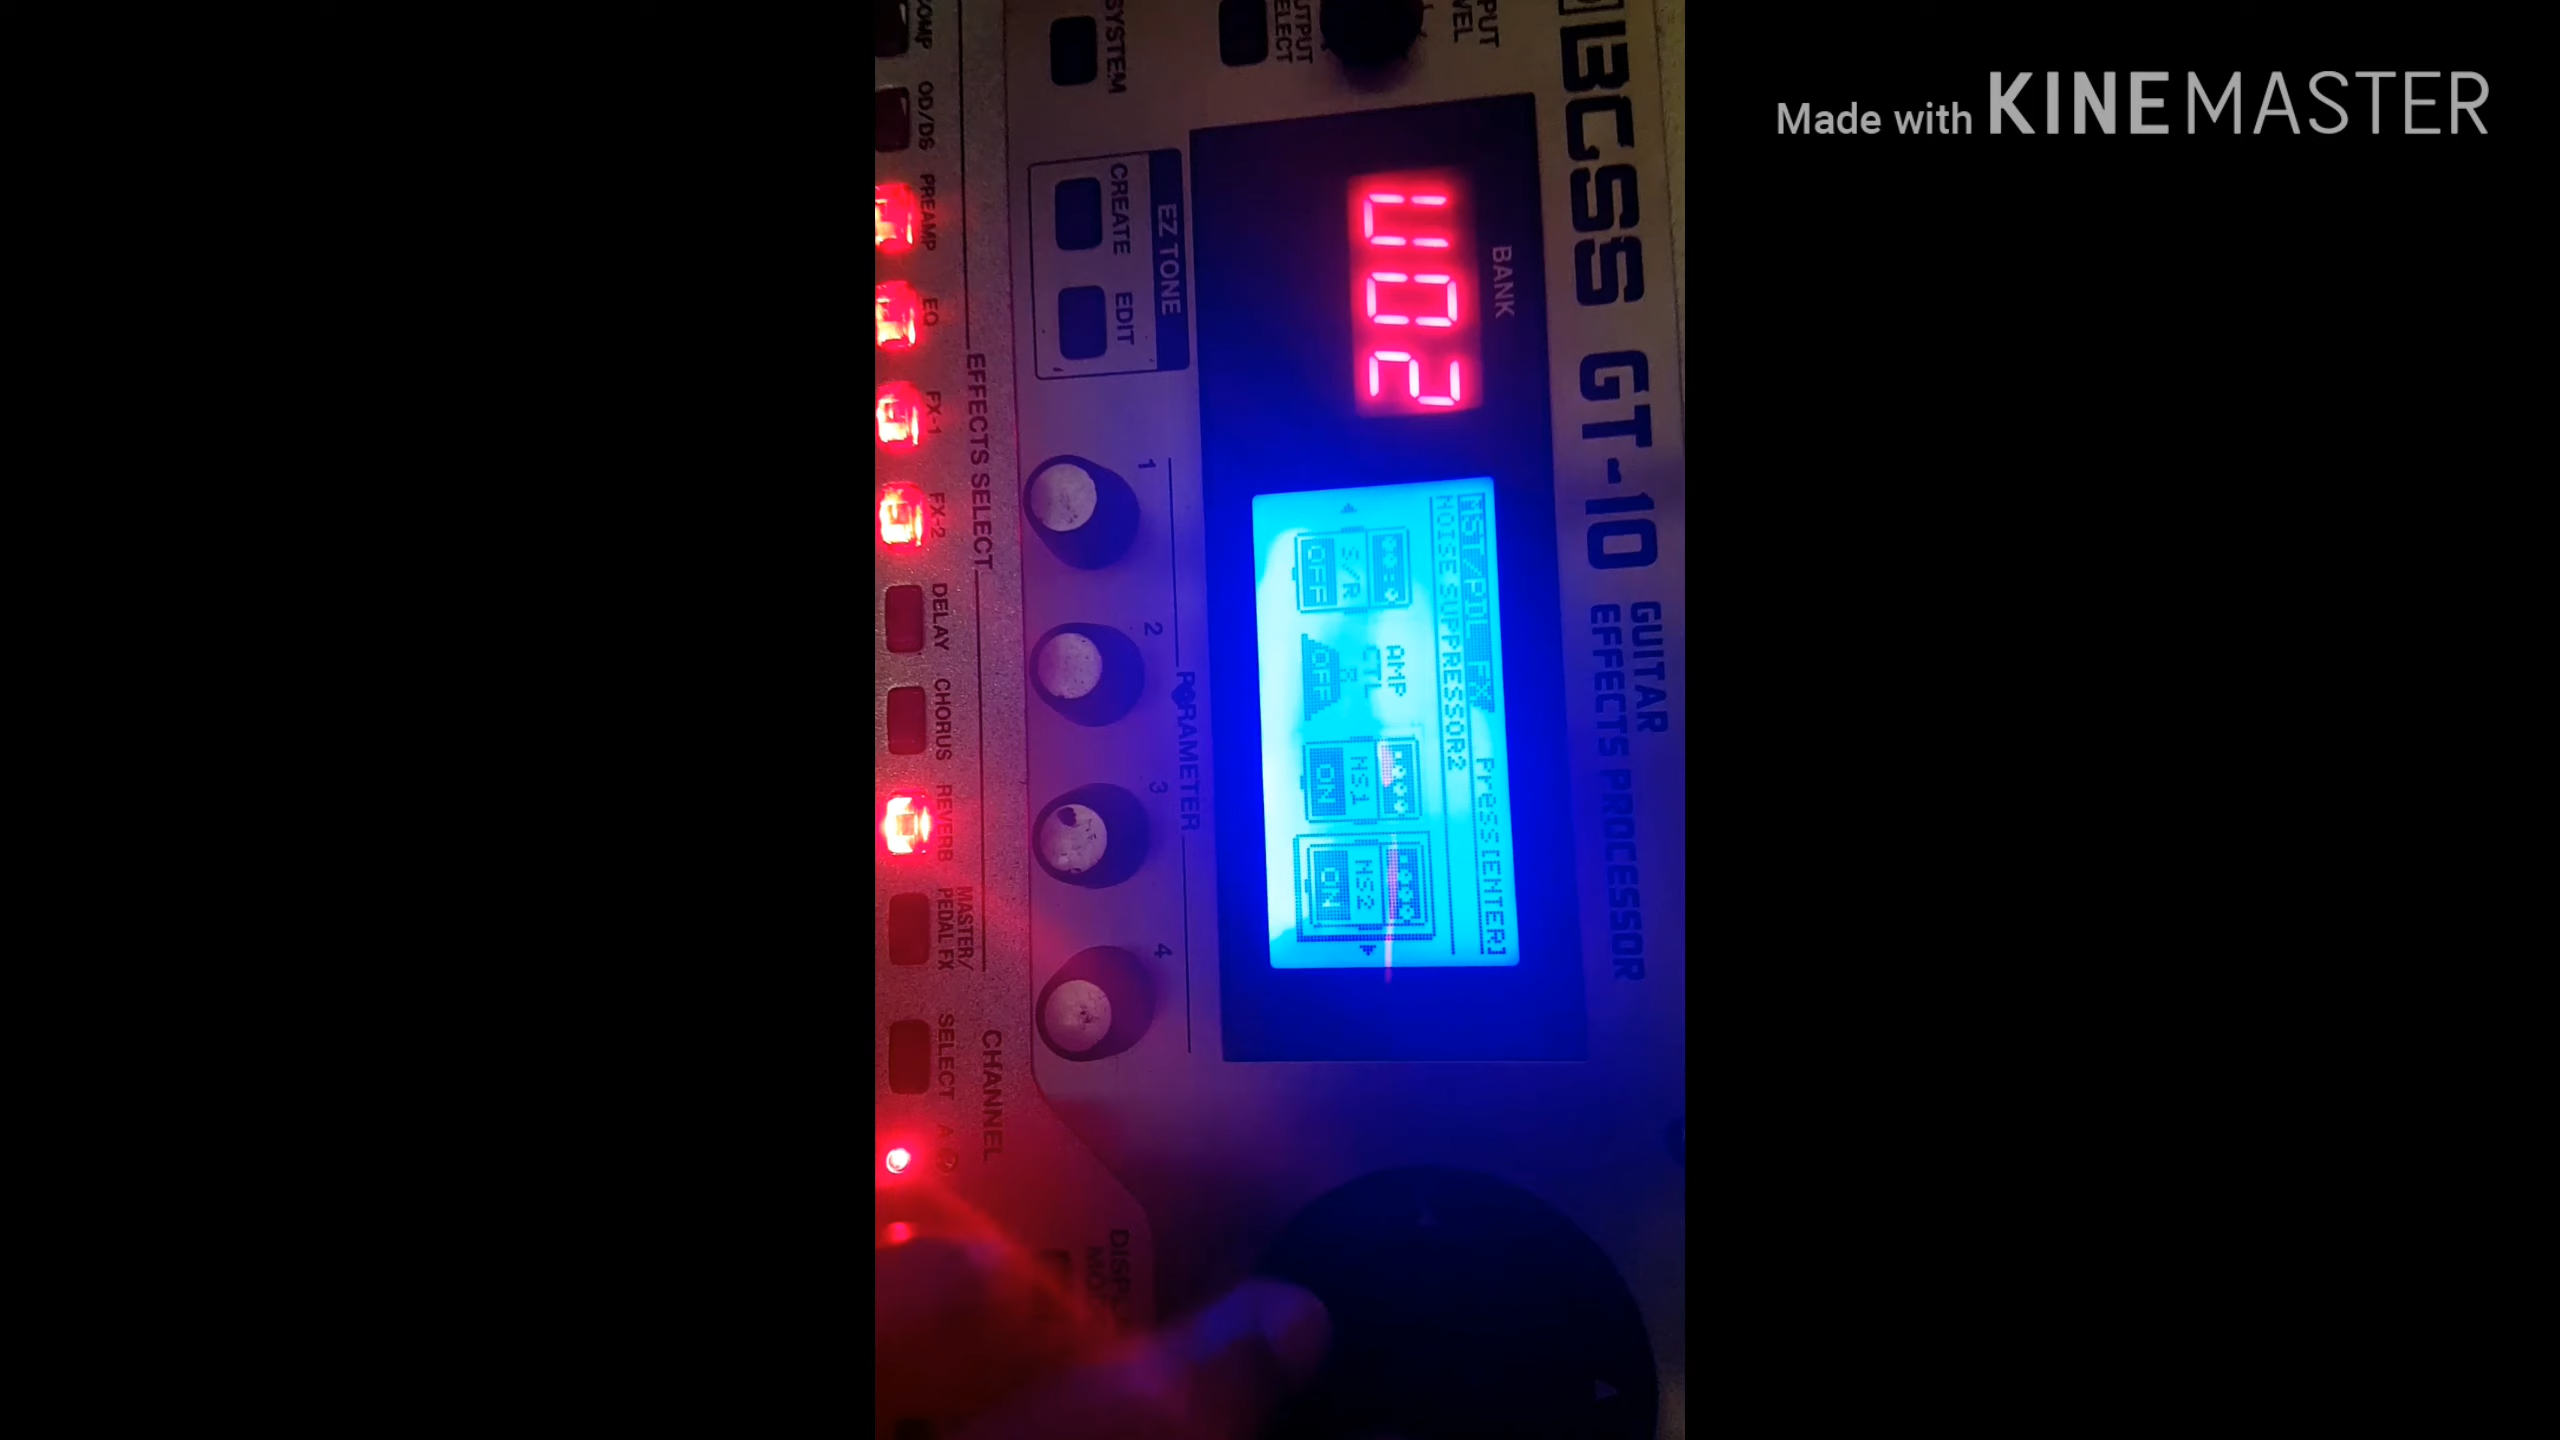 Made with KINEMASTER
BOSS GT-10 GUITAR
EFFECTS PROCESSOR
BANK
U02
MST/PDL FX Press[ENTER]
NOISE SUPPRESSOR2
S/R
OFF
AMP
CTL
OFF
NS1
ON
NS2
ON
SYSTEM
EZ TONE
CREATE EDIT
PARAMETER
1 2 3 4
EFFECTS SELECT
OD/DS PREAMP EQ FX-1 FX-2 DELAY CHORUS REVERB
MASTER/
PEDAL FX
CHANNEL
SELECT A